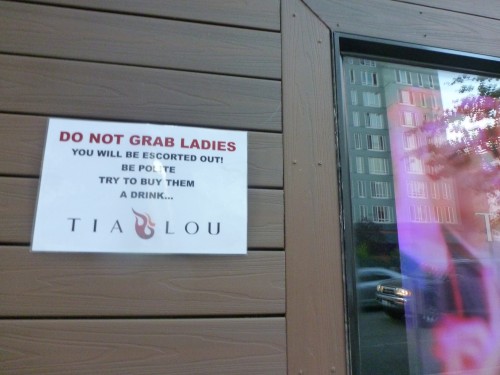 DO NOT GRAB LADIES
YOU WILL BE ESCORTED OUT!
BE POLITE
TRY TO BUY THEM
A DRINK...
TIA LOU
T